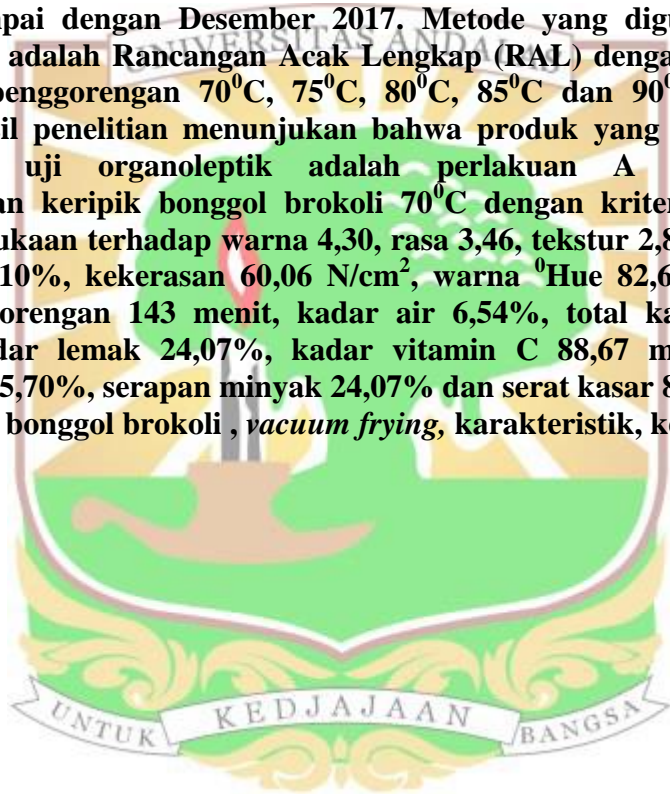 mpai dengan Desember 2017. Metode yang dig
adalah Rancangan Acak Lengkap (RAL) denga
penggorengan 70⁰C, 75⁰C, 80⁰C, 85⁰C dan 90⁰
il penelitian menunjukan bahwa produk yang
uji organoleptik adalah perlakuan A
an keripik bonggol brokoli 70⁰C dengan kriter
ukaan terhadap warna 4,30, rasa 3,46, tekstur 2,8
10%, kekerasan 60,06 N/cm², warna ⁰Hue 82,6
orengan 143 menit, kadar air 6,54%, total ka
dar lemak 24,07%, kadar vitamin C 88,67 m
5,70%, serapan minyak 24,07% dan serat kasar 8
bonggol brokoli , vacuum frying, karakteristik, k
UNIVERSITAS ANDALAS
UNTUK KEDJAJAAN BANGSA